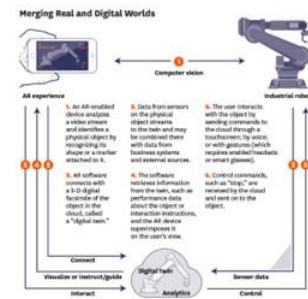 Merging Real and Digital Worlds
1
Computer vision
AR experience
Industrial robot
1. An AR-enabled
device analyzes
a video stream
and identifies a
physical object by
recognizing its
shape or a marker
attached to it.
2. AR software
connects with
a 3-D digital
facsimile of the
object in the
cloud, called
a "digital twin."
3. Data from sensors
on the physical
object streams
to the twin and
may be combined
there with
data from
business systems
and external sources.
4. The software
retrieves information
from the twin, such as
performance data
about the object or
interaction instructions,
and the AR device
superimposes it
on the user's view.
5. The user interacts
with the object by
sending commands to
the cloud through a
touchscreen; by voice;
or with gestures (which
requires enabled headsets
or smart glasses).
6. Control commands,
such as "stop," are
received by the cloud
and sent on to the
object.
Connect
Visualize or instruct/guide
Interact
Digital twin
Analytics
Sensor data
Control